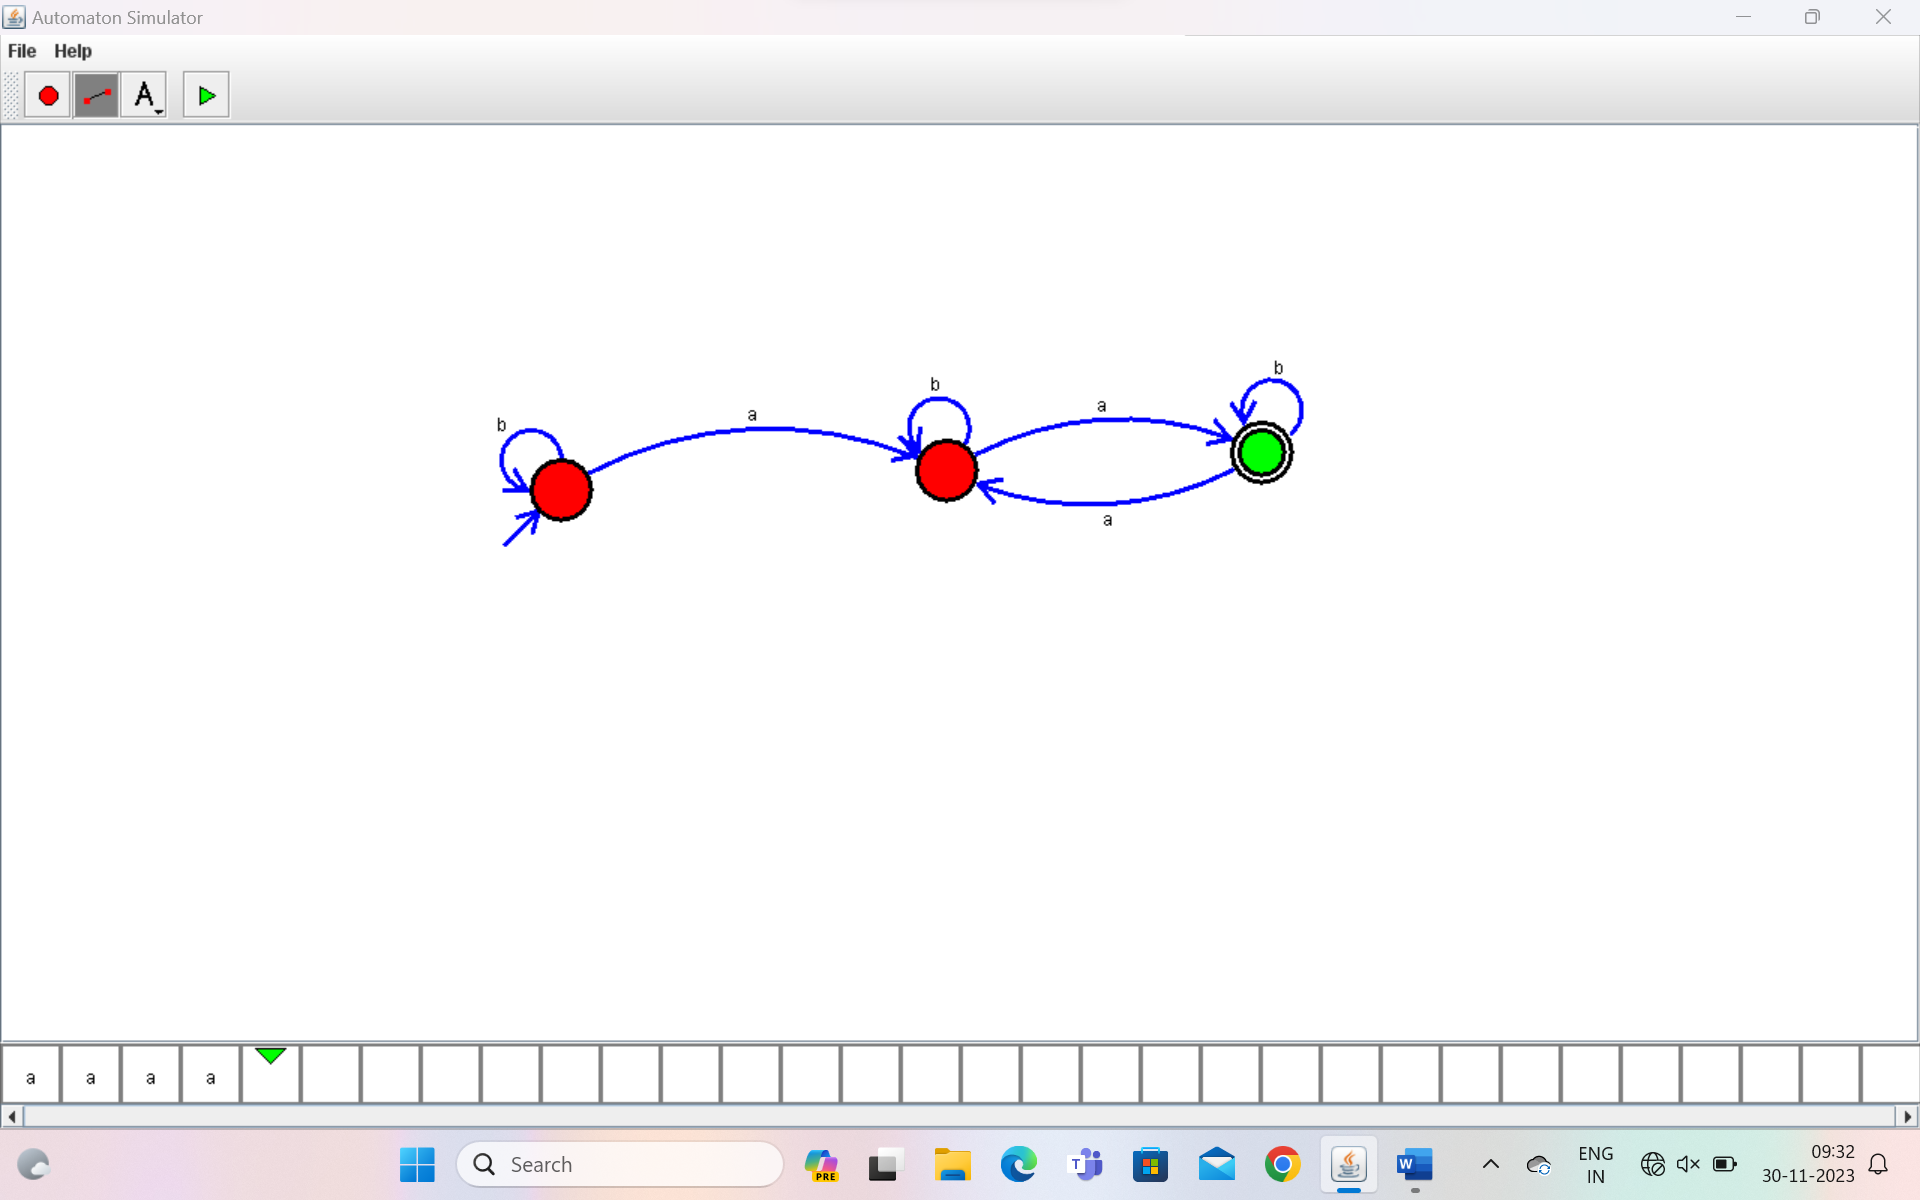 Automaton Simulator
File Help
A
b
b
a
a
b
a
a a a a
Search
PRE
T
W
ENG
IN
09:32
30-11-2023